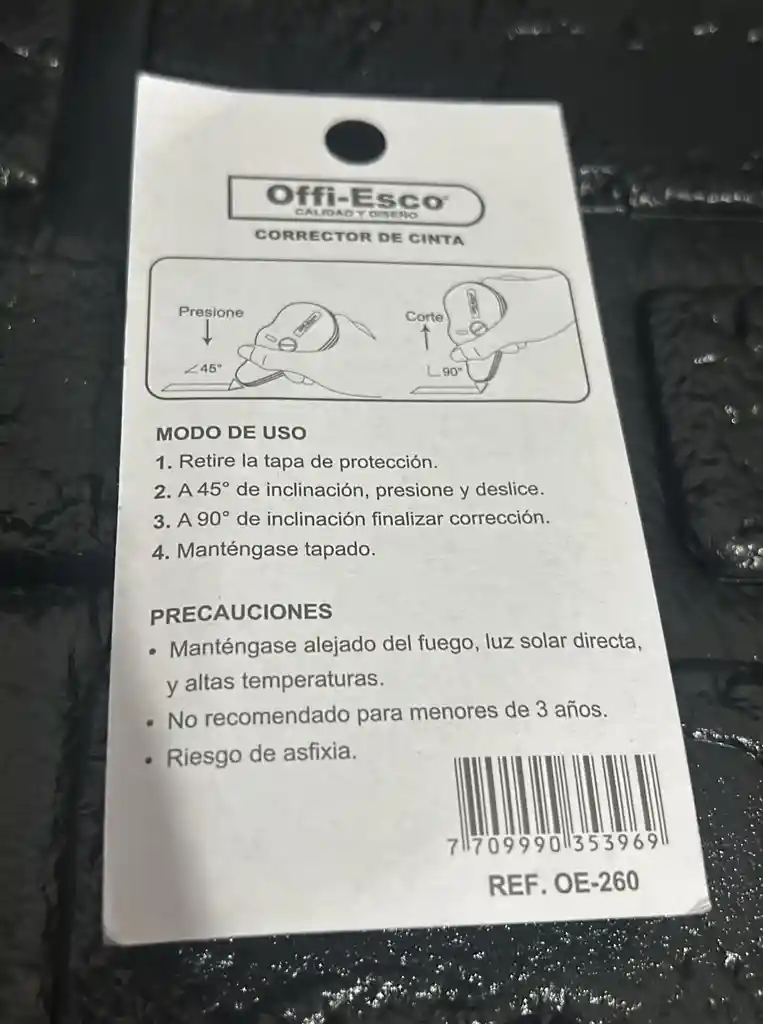 Offi-Esco
CALIDAD Y DISEÑO
CORRECTOR DE CINTA
Presione
45°
Corte
90°
MODO DE USO
1. Retire la tapa de protección.
2. A 45° de inclinación, presione y deslice.
3. A 90° de inclinación finalizar corrección.
4. Manténgase tapado.
PRECAUCIONES
• Manténgase alejado del fuego, luz solar directa,
y altas temperaturas.
• No recomendado para menores de 3 años.
• Riesgo de asfixia.
7 709990 353969
REF. OE-260